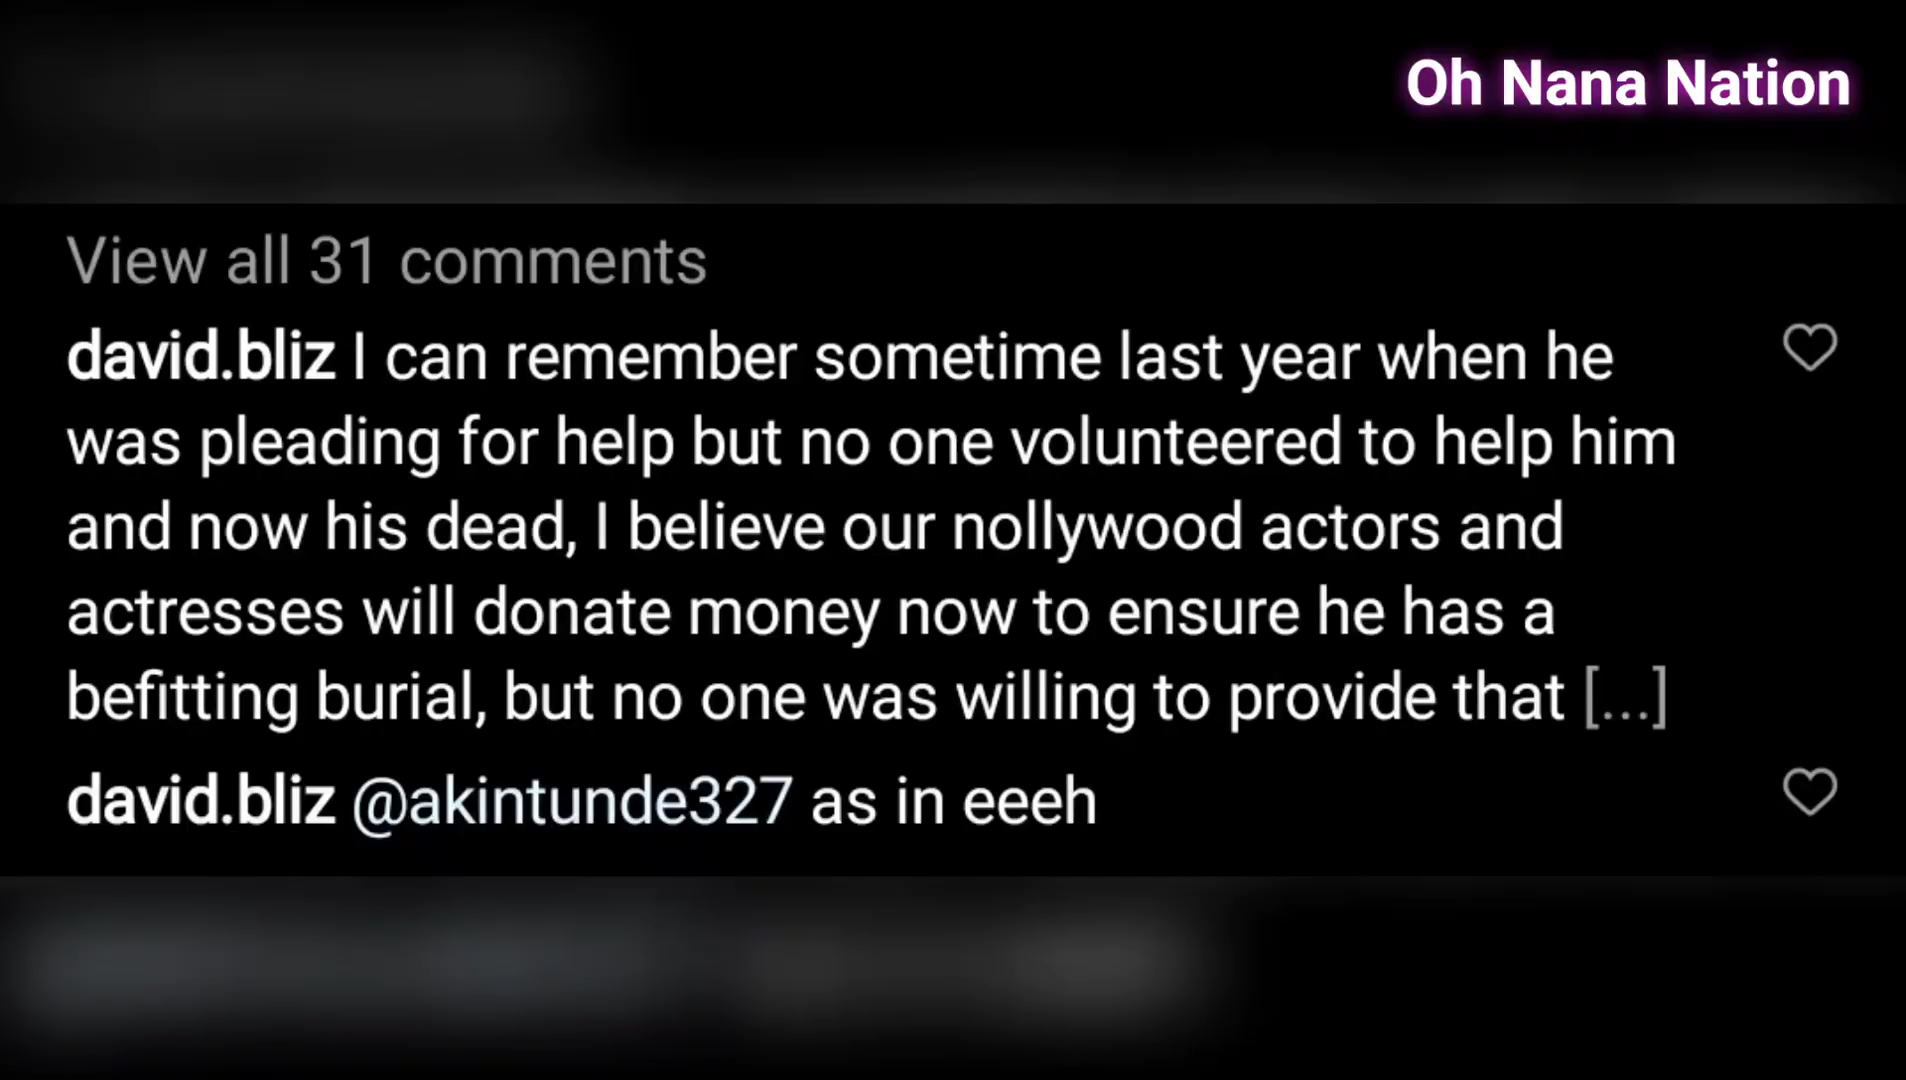 Oh Nana Nation
View all 31 comments
david.bliz I can remember sometime last year when he
was pleading for help but no one volunteered to help him
and now his dead, I believe our nollywood actors and
actresses will donate money now to ensure he has a
befitting burial, but no one was willing to provide that [...]
david.bliz @akintunde327 as in eeeh